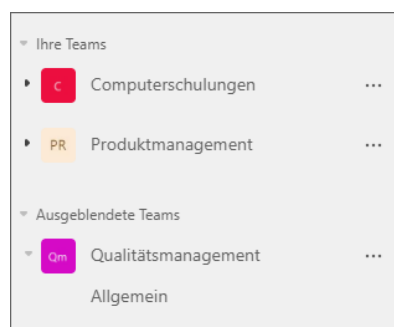 Ihre Teams
C Computerschulungen ...
PR Produktmanagement ...
Ausgeblendete Teams
Qm Qualitätsmanagement ...
Allgemein